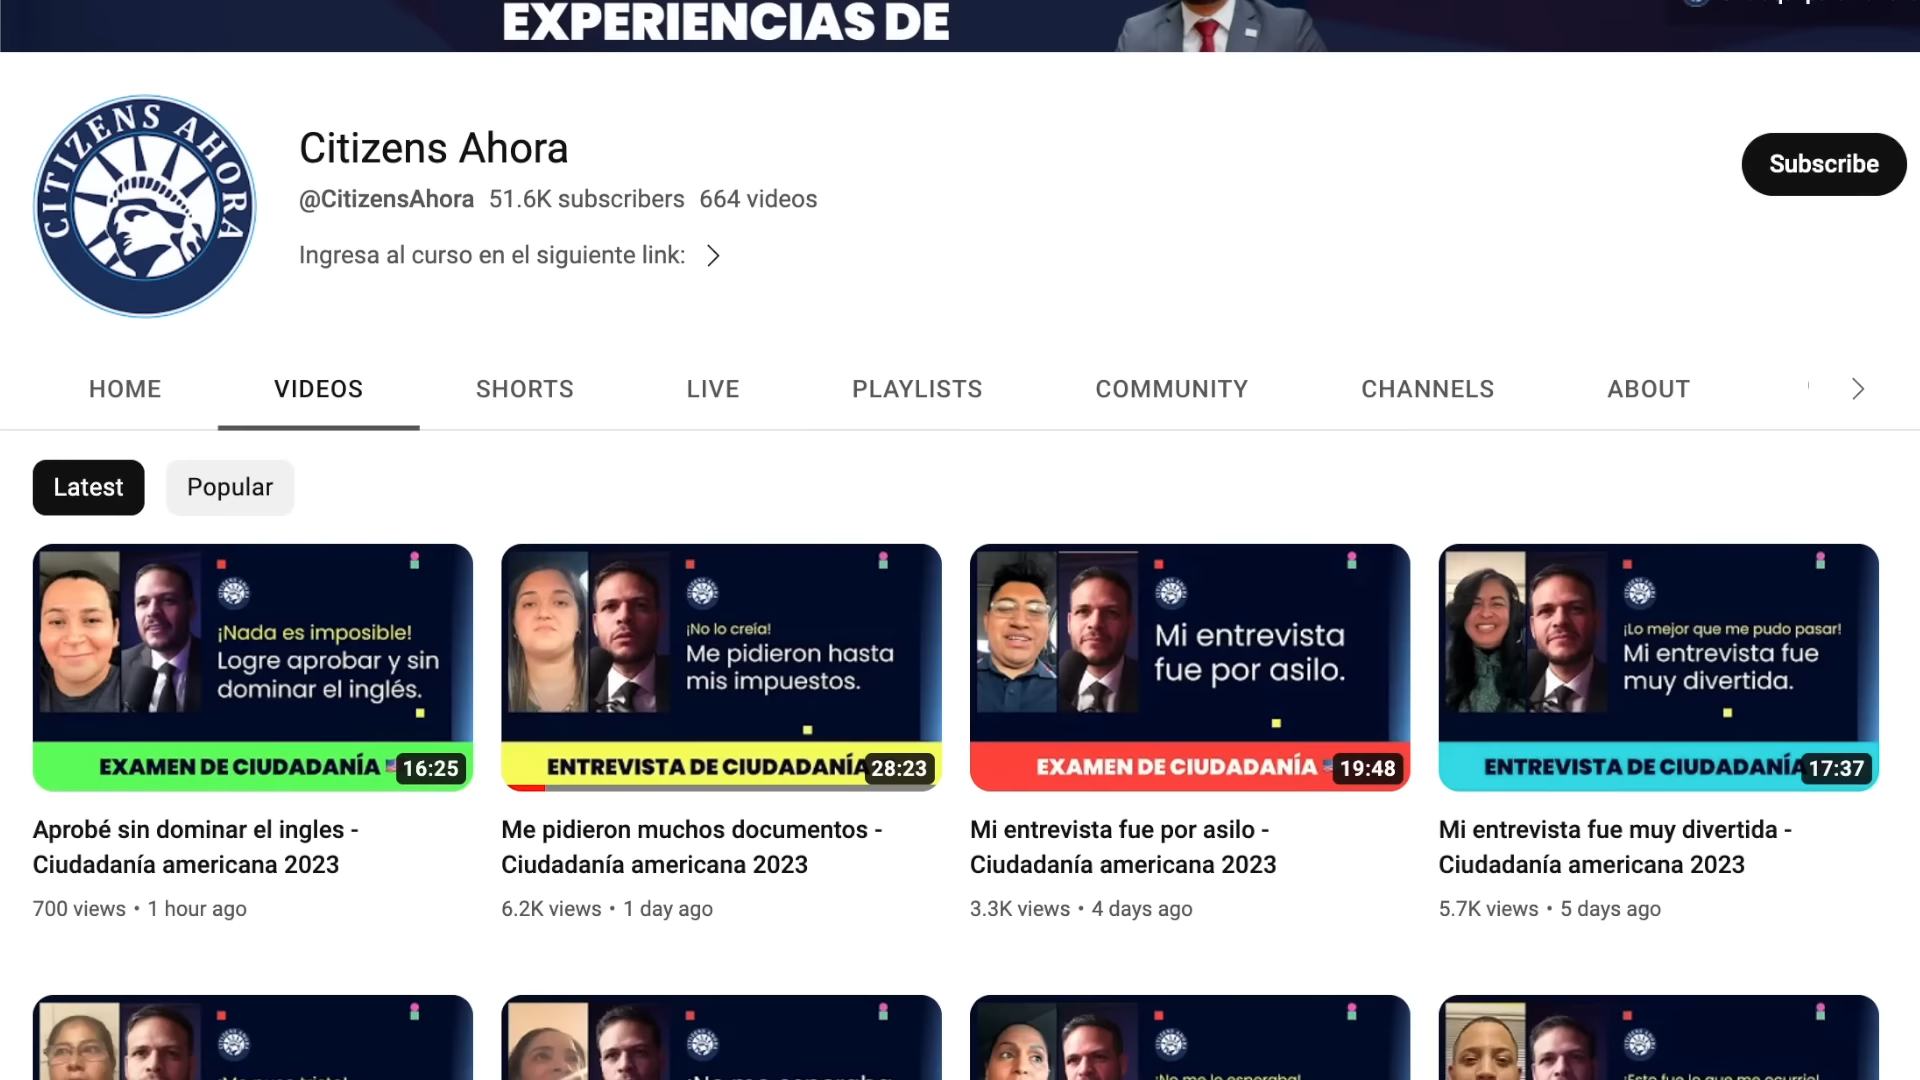 EXPERIENCIAS DE
CITIZENS AHORA
Citizens Ahora
@CitizensAhora 51.6K subscribers 664 videos
Ingresa al curso en el siguiente link:
Subscribe
HOME VIDEOS SHORTS LIVE PLAYLISTS COMMUNITY CHANNELS ABOUT
Latest Popular
¡Nada es imposible!
Logre aprobar y sin
dominar el inglés.
EXAMEN DE CIUDADANÍA
16:25
Aprobé sin dominar el ingles -
Ciudadanía americana 2023
700 views • 1 hour ago
¡No lo creía!
Me pidieron hasta
mis impuestos.
ENTREVISTA DE CIUDADANÍA
28:23
Me pidieron muchos documentos -
Ciudadanía americana 2023
6.2K views • 1 day ago
Mi entrevista
fue por asilo.
EXAMEN DE CIUDADANÍA
19:48
Mi entrevista fue por asilo -
Ciudadanía americana 2023
3.3K views • 4 days ago
¡Lo mejor que me pudo pasar!
Mi entrevista fue
muy divertida.
ENTREVISTA DE CIUDADANÍA
17:37
Mi entrevista fue muy divertida -
Ciudadanía americana 2023
5.7K views • 5 days ago
¡No me lo esperaba!